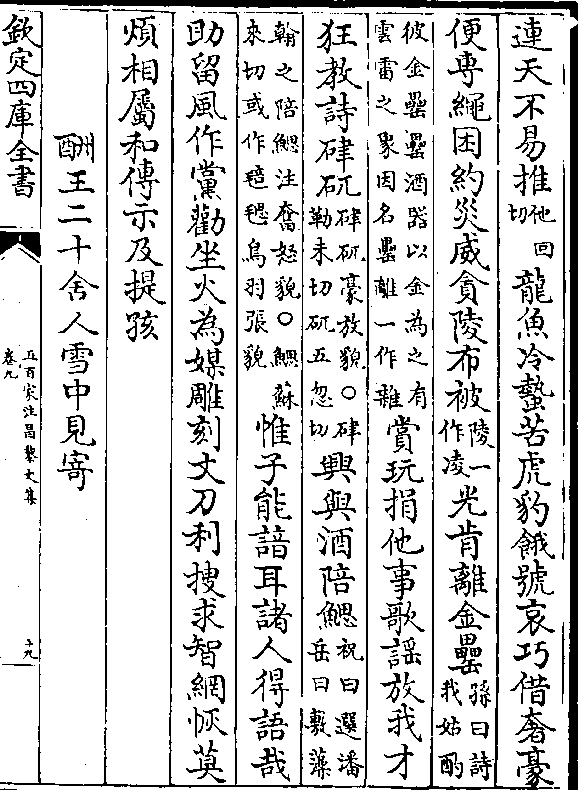 連天不易推他回切龍魚冷蟄苦虎豹餓號哀巧借奢豪
便専繩困約災威貪陵布被陵一作凌光肯離金罍孫曰詩我姑酌
彼金罍罍酒器以金為之有雲雷之象因名罍離一作雜賞玩捐他事歌謡放我才
狂教詩硉矹硉矹豪放貌○硉勒未切矹五忽切興與酒陪鰓祝曰選潘岳曰敷藻
翰之陪鰓注奮怒貌○鰓蘇来切或作毰毸鳥羽張貌惟子能諳耳諸人得語哉
助留風作黨勸坐火為媒雕刻文刀利搜求智網恢莫
煩相屬和傳示及提孩
酬王二十舍人雪中見寄
欽定四庫全書
五百家注昌黎文集
卷九
十九